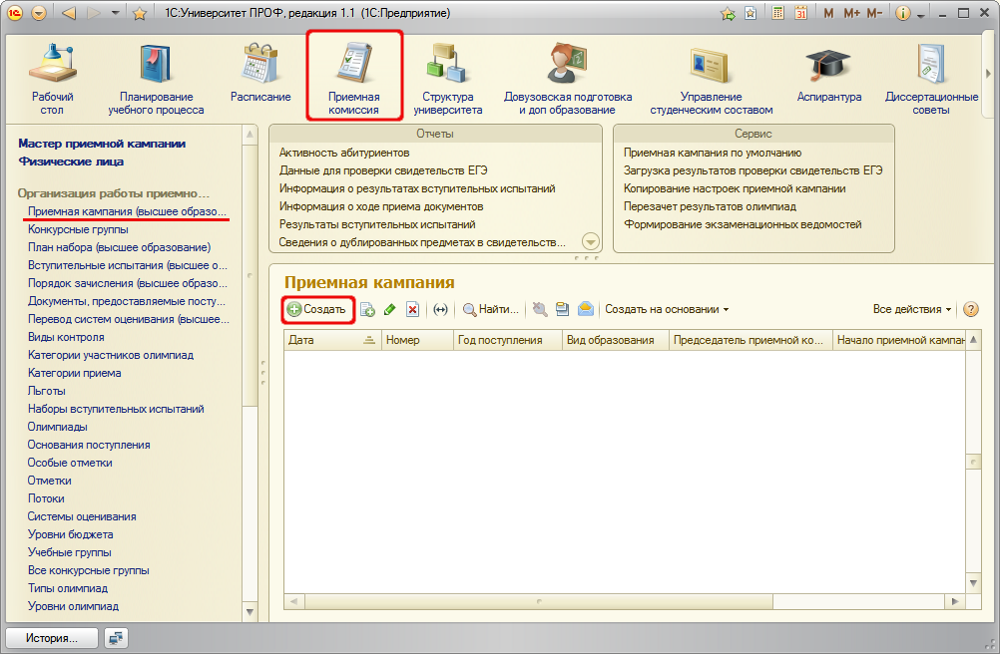 1С:Университет ПРОФ, редакция 1.1 (1С:Предприятие)
31 M M+ M-
Рабочий стол
Планирование учебного процесса
Расписание
Приемная комиссия
Структура университета
Довузовская подготовка и доп образование
Управление студенческим составом
Аспирантура
Диссертационные советы
Мастер приемной кампании
Физические лица
Организация работы приемно...
Приемная кампания (высшее образо...
Конкурсные группы
План набора (высшее образование)
Вступительные испытания (высшее о...
Порядок зачисления (высшее образо...
Документы, предоставляемые посту...
Перевод систем оценивания (высшее...
Виды контроля
Категории участников олимпиад
Категории приема
Льготы
Наборы вступительных испытаний
Олимпиады
Основания поступления
Особые отметки
Отметки
Потоки
Системы оценивания
Уровни бюджета
Учебные группы
Все конкурсные группы
Типы олимпиад
Уровни олимпиад
Отчеты
Активность абитуриентов
Данные для проверки свидетельств ЕГЭ
Информация о результатах вступительных испытаний
Информация о ходе приема документов
Результаты вступительных испытаний
Сведения о дублированных предметах в свидетельств...
Сервис
Приемная кампания по умолчанию
Загрузка результатов проверки свидетельств ЕГЭ
Копирование настроек приемной кампании
Перезачет результатов олимпиад
Формирование экзаменационных ведомостей
Приемная кампания
Создать Найти... Создать на основании Все действия
Дата Номер Год поступления Вид образования Председатель приемной ко... Начало приемной кампан
История...